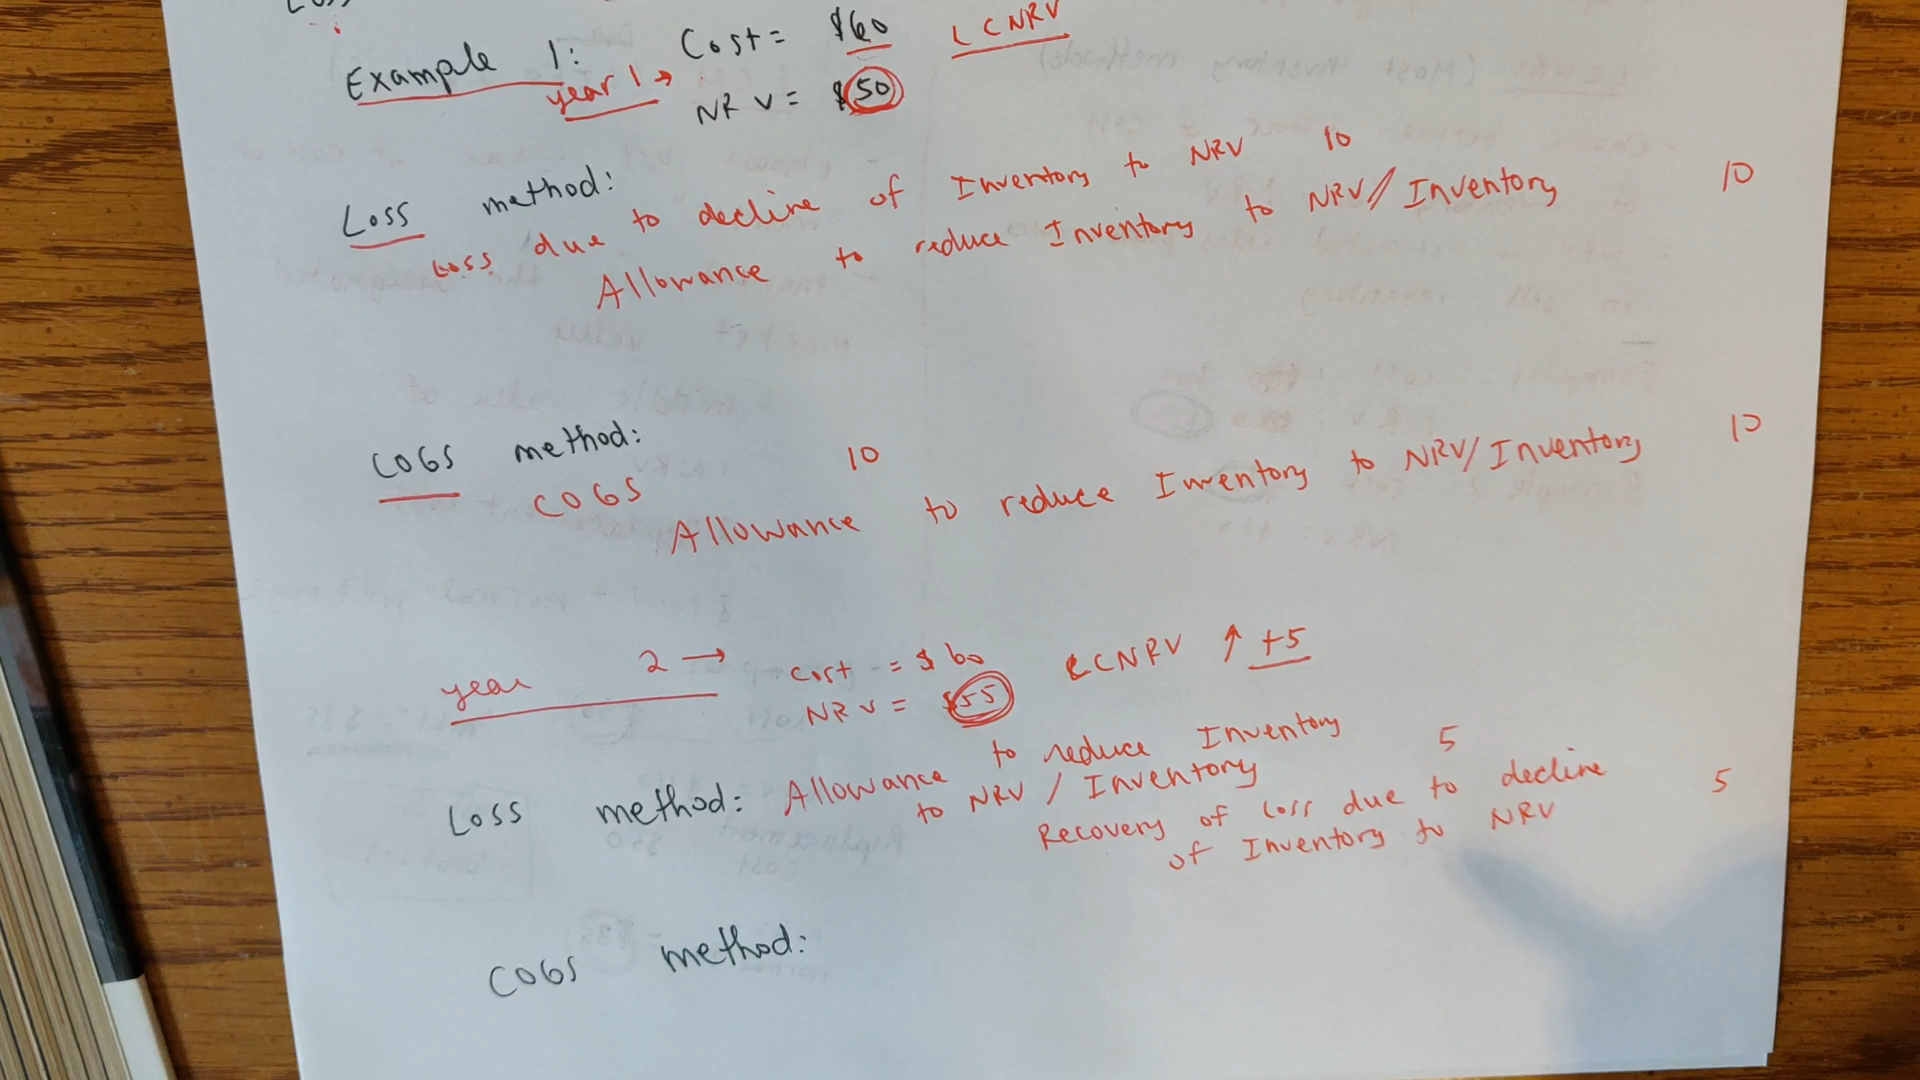 Example 1:
Cost = $60 LCNRV
year 1 → NRV = $50
Loss method:
Loss due to decline of Inventory to NRV 10
Allowance to reduce Inventory to NRV/Inventory 10
COGS method:
COGS 10
Allowance to reduce Inventory to NRV/Inventory 10
year 2 → Cost = $60 LCNRV ↑ +5
NRV = $55
Loss method: Allowance to reduce Inventory 5
to NRV / Inventory
Recovery of Loss due to decline 5
of Inventory to NRV
COGS method: